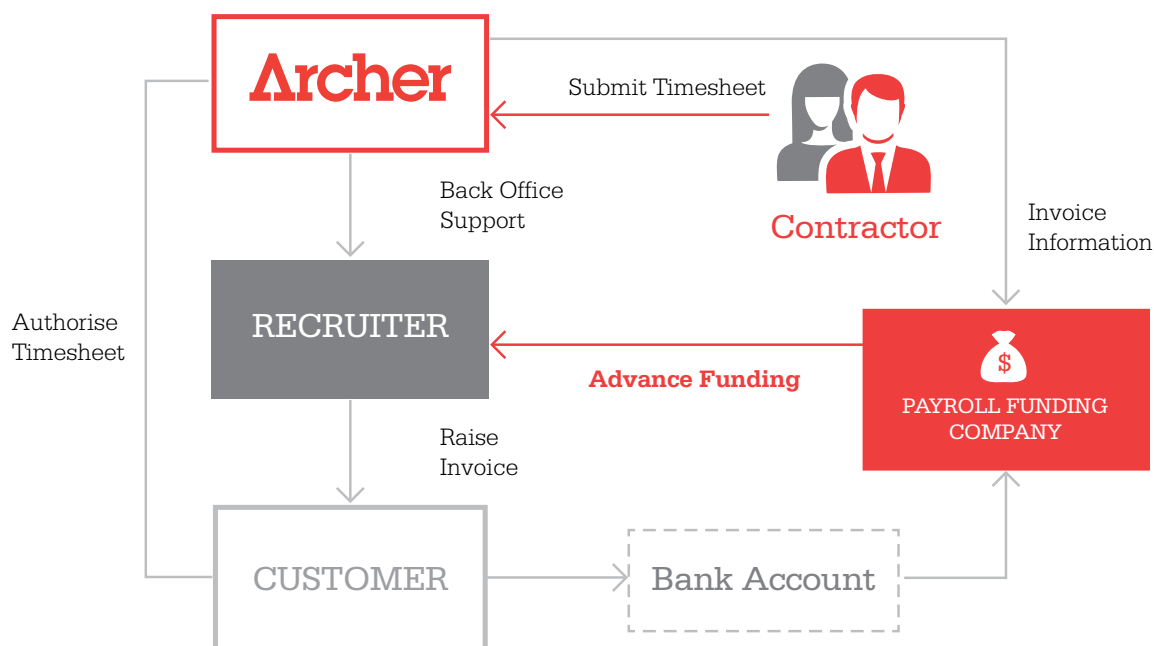 Archer
Submit Timesheet
Contractor
Back Office
Support
Invoice
Information
RECRUITER
Authorise
Timesheet
Advance Funding
$
PAYROLL FUNDING
COMPANY
Raise
Invoice
CUSTOMER
Bank Account